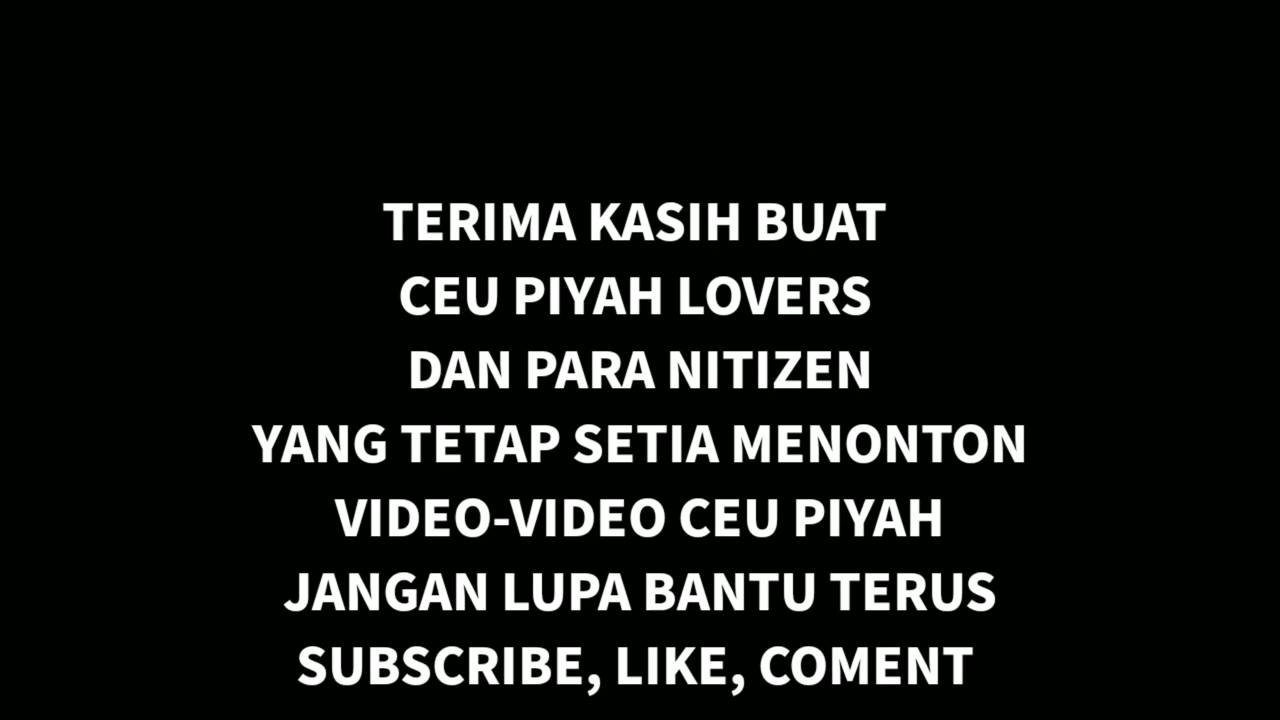 TERIMA KASIH BUAT
CEU PIYAH LOVERS
DAN PARA NITIZEN
YANG TETAP SETIA MENONTON
VIDEO-VIDEO CEU PIYAH
JANGAN LUPA BANTU TERUS
SUBSCRIBE, LIKE, COMENT